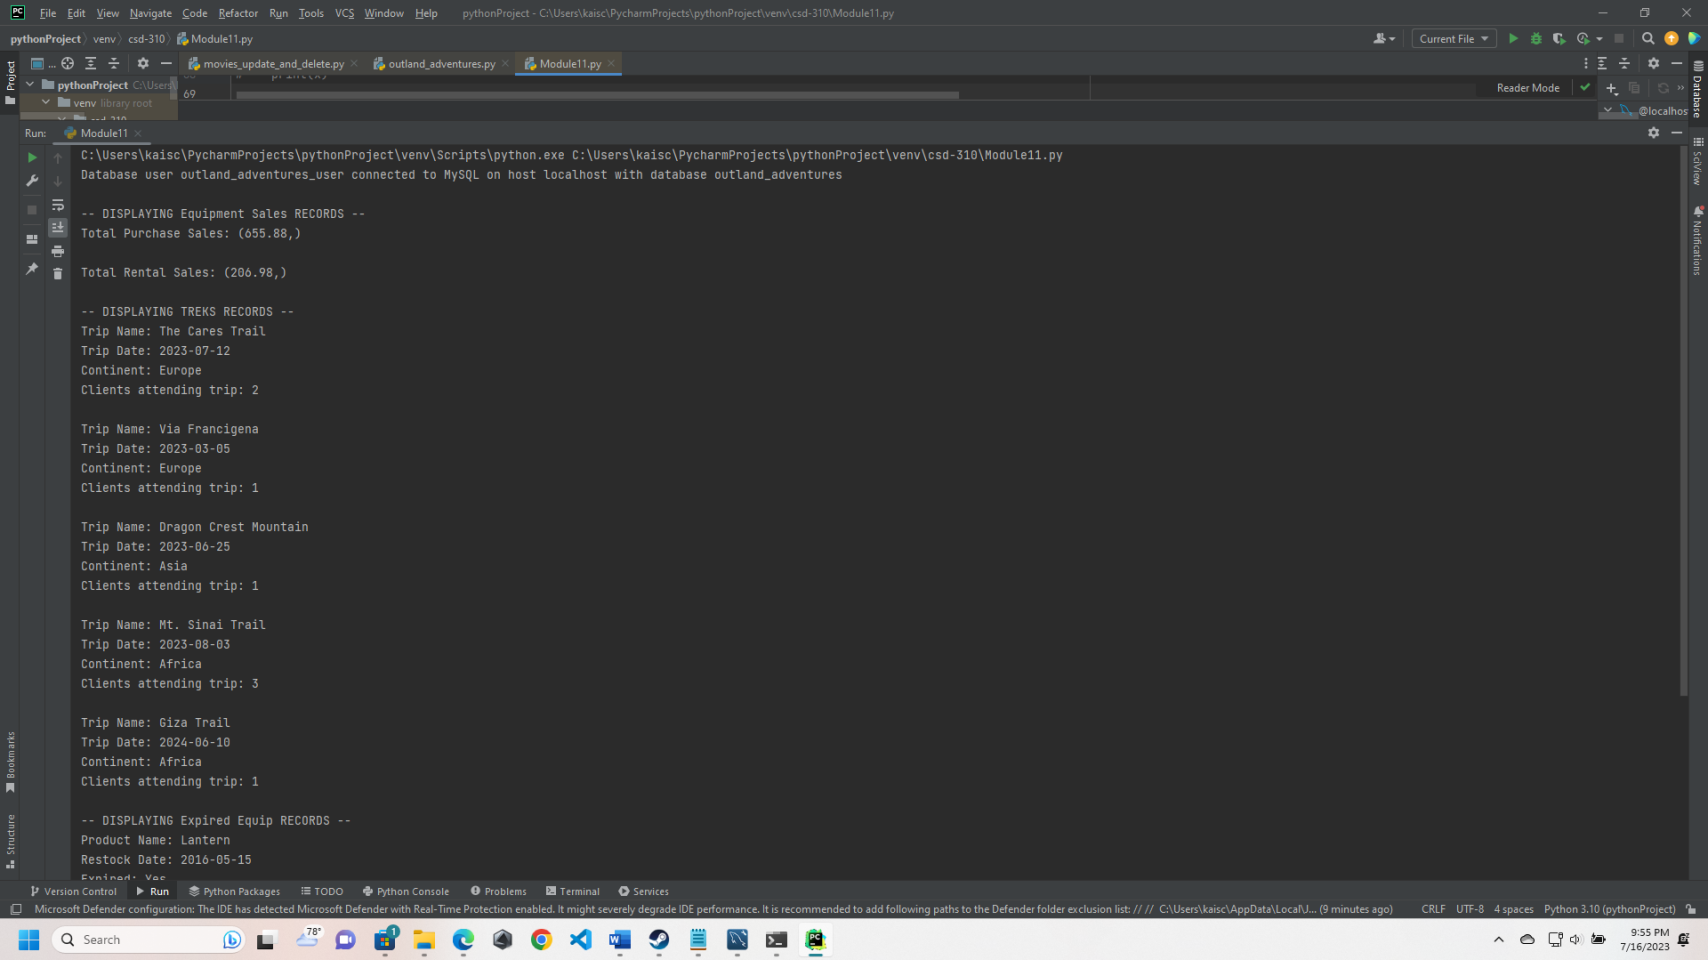 File Edit View Navigate Code Refactor Run Tools VCS Window Help pythonProject - C:\Users\kaisc\PycharmProjects\pythonProject\venv\csd-310\Module11.py
pythonProject venv csd-310 Module11.py Current File
Project ... movies_update_and_delete.py outland_adventures.py Module11.py
pythonProject C:\Users\
69 Reader Mode
venv library root
@localhos
Database
Run: Module11
C:\Users\kaisc\PycharmProjects\pythonProject\venv\Scripts\python.exe C:\Users\kaisc\PycharmProjects\pythonProject\venv\csd-310\Module11.py
Database user outland_adventures_user connected to MySQL on host localhost with database outland_adventures
SciView
-- DISPLAYING Equipment Sales RECORDS --
Total Purchase Sales: (655.88,)
Notifications
Total Rental Sales: (206.98,)
-- DISPLAYING TREKS RECORDS --
Trip Name: The Cares Trail
Trip Date: 2023-07-12
Continent: Europe
Clients attending trip: 2
Trip Name: Via Francigena
Trip Date: 2023-03-05
Continent: Europe
Clients attending trip: 1
Trip Name: Dragon Crest Mountain
Trip Date: 2023-06-25
Continent: Asia
Clients attending trip: 1
Trip Name: Mt. Sinai Trail
Trip Date: 2023-08-03
Continent: Africa
Clients attending trip: 3
Trip Name: Giza Trail
Trip Date: 2024-06-10
Continent: Africa
Clients attending trip: 1
Bookmarks
-- DISPLAYING Expired Equip RECORDS --
Product Name: Lantern
Restock Date: 2016-05-15
Expired: Yes
Structure
Version Control Run Python Packages TODO Python Console Problems Terminal Services
Microsoft Defender configuration: The IDE has detected Microsoft Defender with Real-Time Protection enabled. It might severely degrade IDE performance. It is recommended to add following paths to the Defender folder exclusion list: // // C:\Users\kaisc\AppData\Local\J... (9 minutes ago) CRLF UTF-8 4 spaces Python 3.10 (pythonProject)
Search 78° 1 9:55 PM
7/16/2023